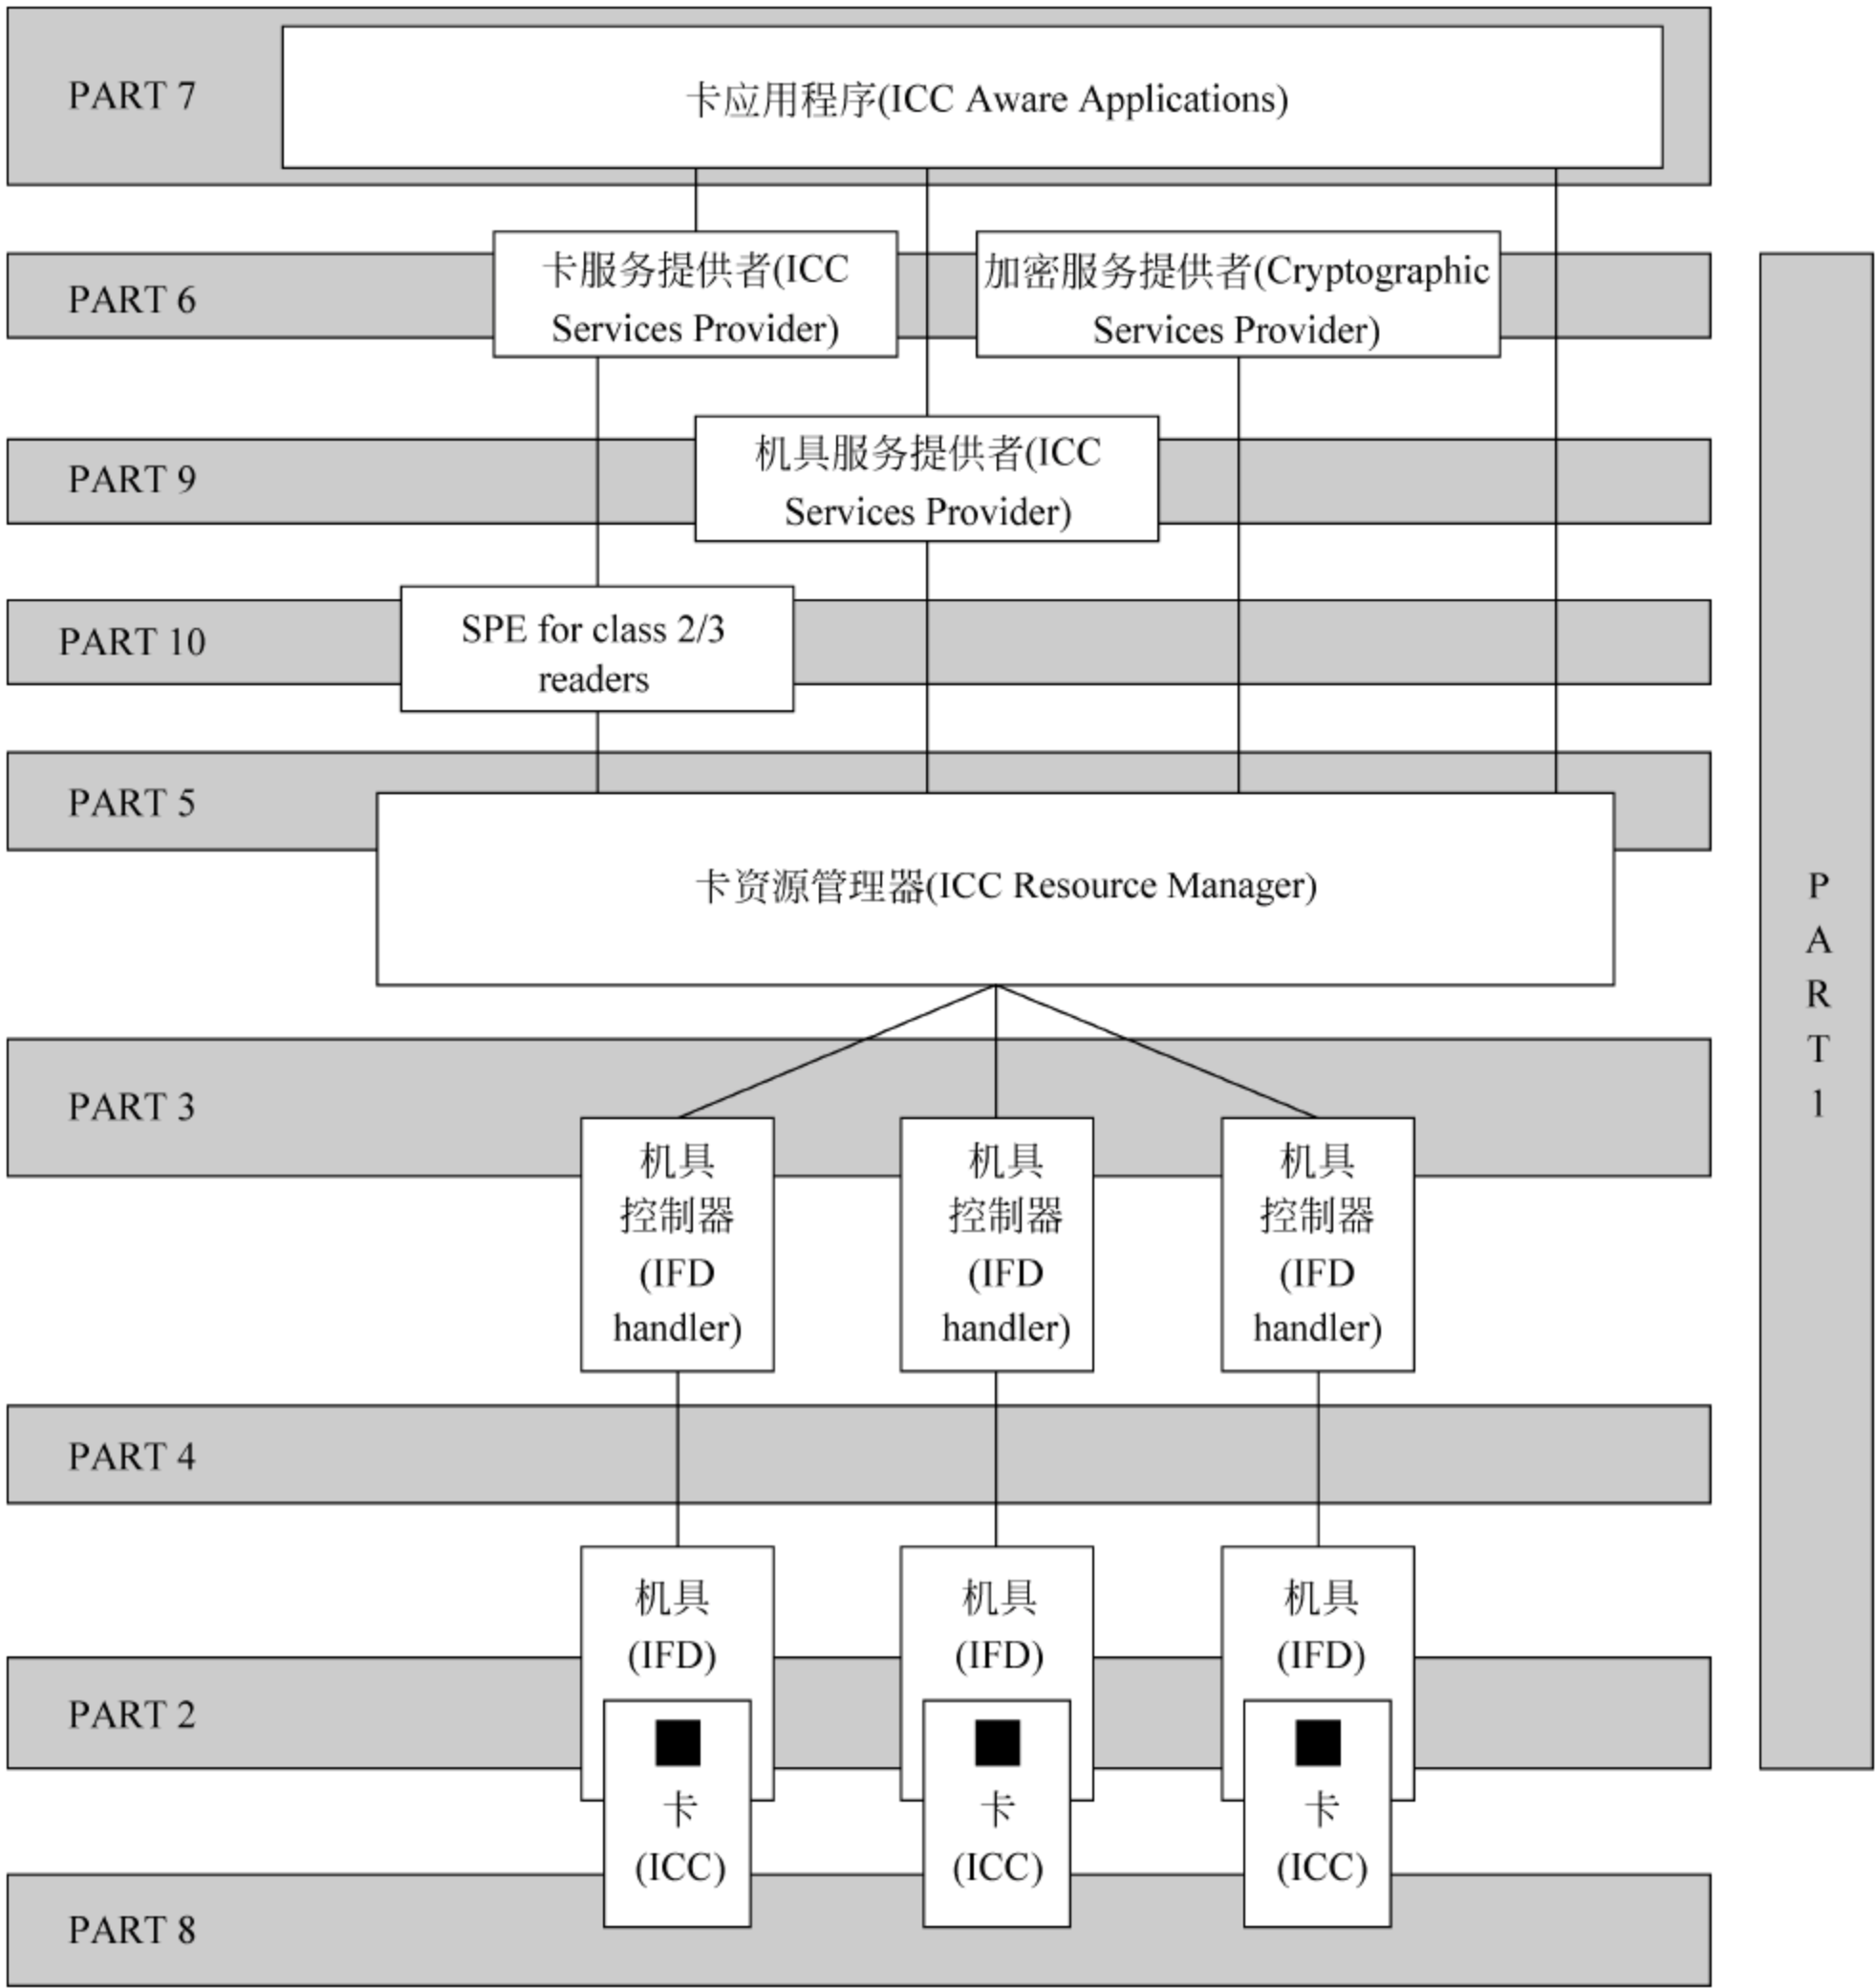 PART 7
卡应用程序(ICC Aware Applications)
PART 6
卡服务提供者(ICC
Services Provider)
加密服务提供者(Cryptographic
Services Provider)
PART 9
机具服务提供者(ICC
Services Provider)
PART 10
SPE for class 2/3
readers
PART 5
卡资源管理器(ICC Resource Manager)
PART 3
机具
控制器
(IFD
handler)
机具
控制器
(IFD
handler)
机具
控制器
(IFD
handler)
PART 4
机具
(IFD)
机具
(IFD)
机具
(IFD)
PART 2
卡
(ICC)
卡
(ICC)
卡
(ICC)
PART 8
P
A
R
T
1